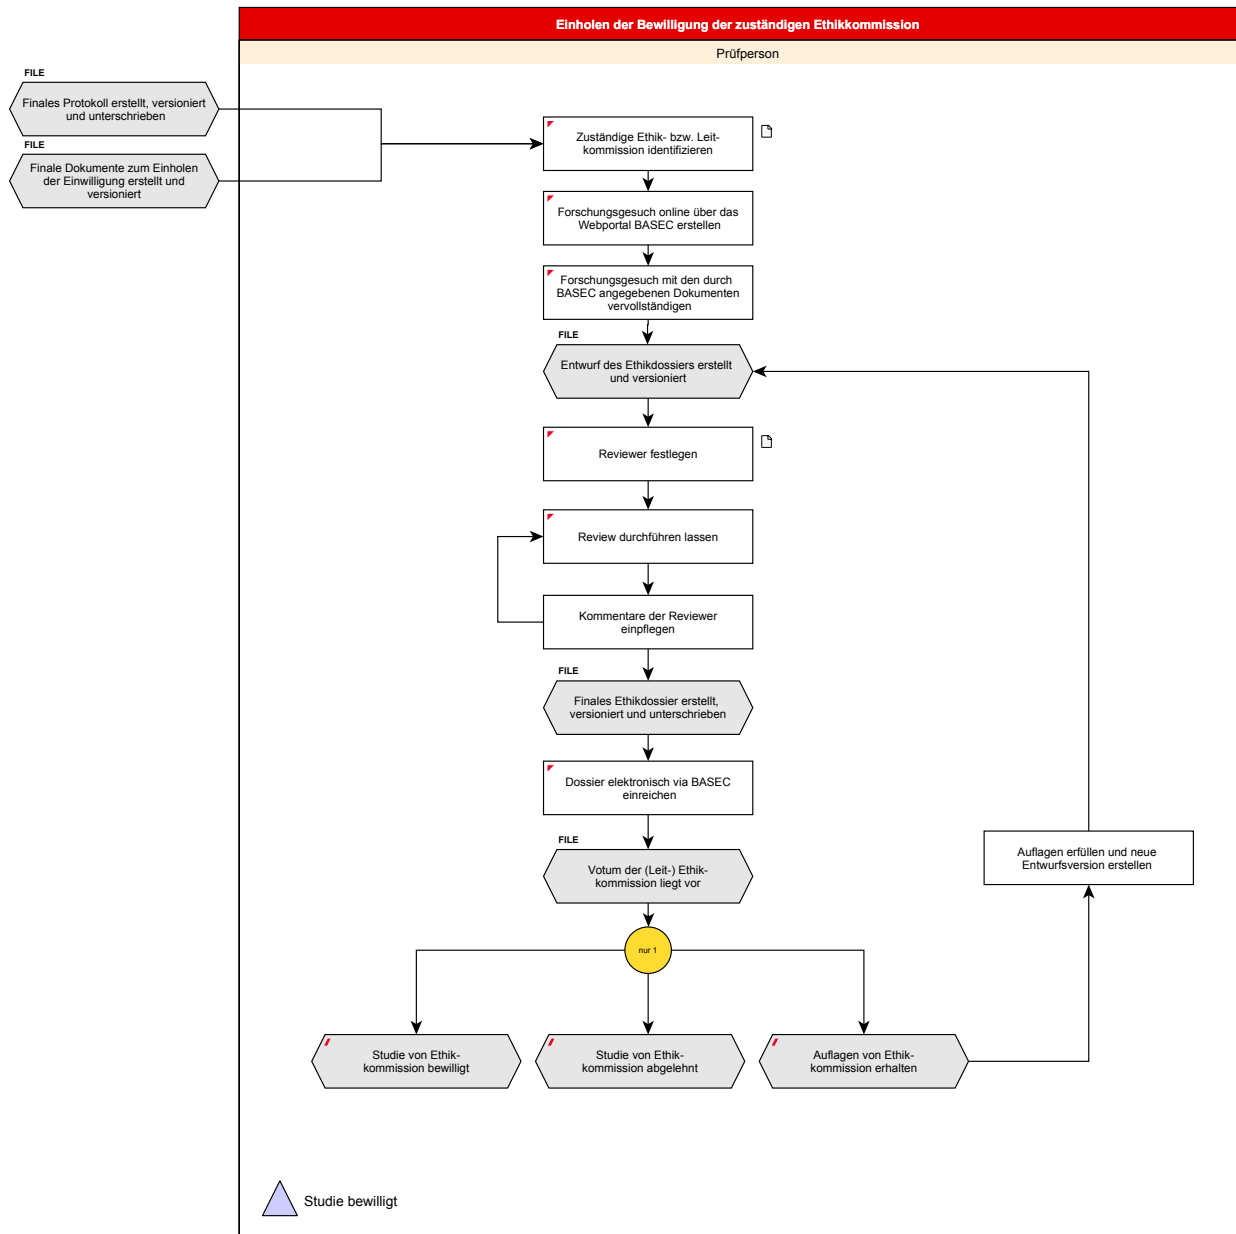 Einholen der Bewilligung der zuständigen Ethikkommission
Prüfperson
FILE
Finales Protokoll erstellt, versioniert
und unterschrieben
FILE
Finale Dokumente zum Einholen
der Einwilligung erstellt und
versioniert
Zuständige Ethik- bzw. Leit-
kommission identifizieren
Forschungsgesuch online über das
Webportal BASEC erstellen
Forschungsgesuch mit den durch
BASEC angegebenen Dokumenten
vervollständigen
FILE
Entwurf des Ethikdossiers erstellt
und versioniert
Reviewer festlegen
Review durchführen lassen
Kommentare der Reviewer
einpflegen
FILE
Finales Ethikdossier erstellt,
versioniert und unterschrieben
Dossier elektronisch via BASEC
einreichen
FILE
Votum der (Leit-) Ethik-
kommission liegt vor
Auflagen erfüllen und neue
Entwurfsversion erstellen
nur 1
Studie von Ethik-
kommission bewilligt
Studie von Ethik-
kommission abgelehnt
Auflagen von Ethik-
kommission erhalten
Studie bewilligt